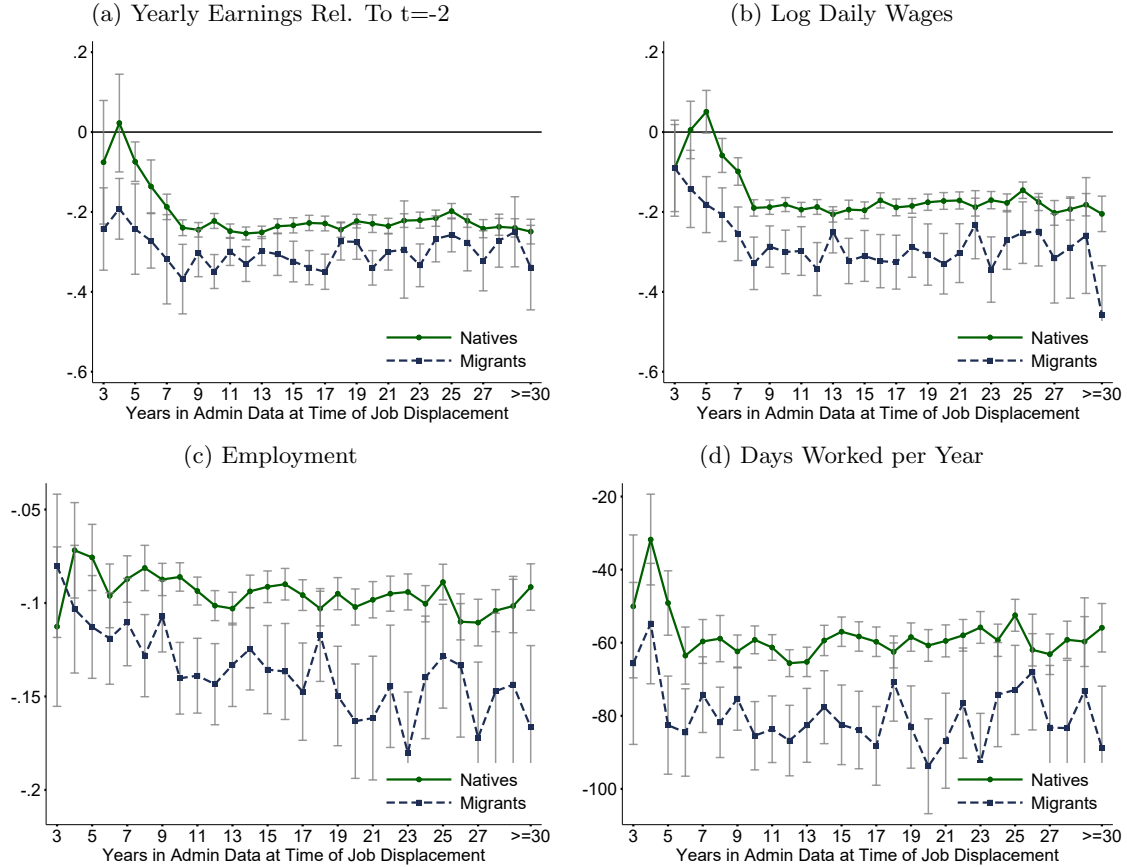 (a) Yearly Earnings Rel. To t=-2
.2
0
-.2
-.4
-.6
Natives
Migrants
3 5 7 9 11 13 15 17 19 21 23 25 27 >=30
Years in Admin Data at Time of Job Displacement
(b) Log Daily Wages
.2
0
-.2
-.4
-.6
Natives
Migrants
3 5 7 9 11 13 15 17 19 21 23 25 27 >=30
Years in Admin Data at Time of Job Displacement
(c) Employment
-.05
-.1
-.15
-.2
Natives
Migrants
3 5 7 9 11 13 15 17 19 21 23 25 27 >=30
Years in Admin Data at Time of Job Displacement
(d) Days Worked per Year
-20
-40
-60
-80
-100
Natives
Migrants
3 5 7 9 11 13 15 17 19 21 23 25 27 >=30
Years in Admin Data at Time of Job Displacement